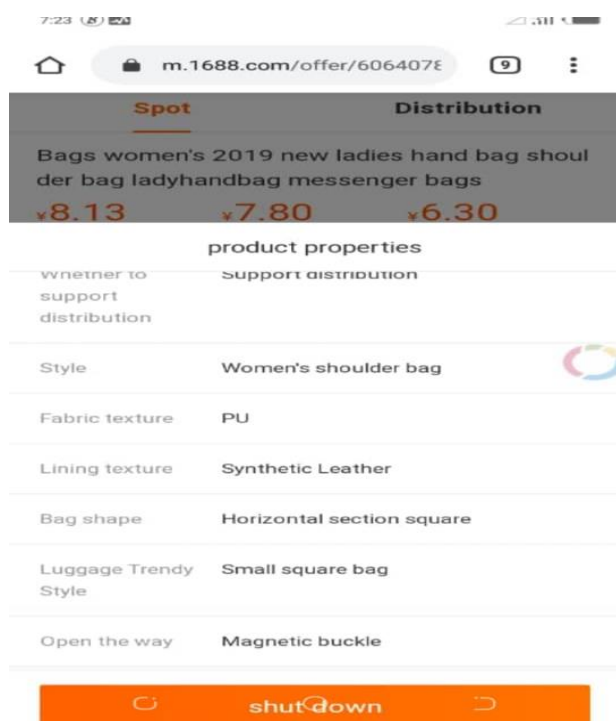 7:23
m.1688.com/offer/6064078
9
Spot Distribution
Bags women's 2019 new ladies hand bag shoul
der bag ladyhandbag messenger bags
¥8.13 ¥7.80 ¥6.30
product properties
Whether to Support distribution
support
distribution
Style Women's shoulder bag
Fabric texture PU
Lining texture Synthetic Leather
Bag shape Horizontal section square
Luggage Trendy Small square bag
Style
Open the way Magnetic buckle
shut down